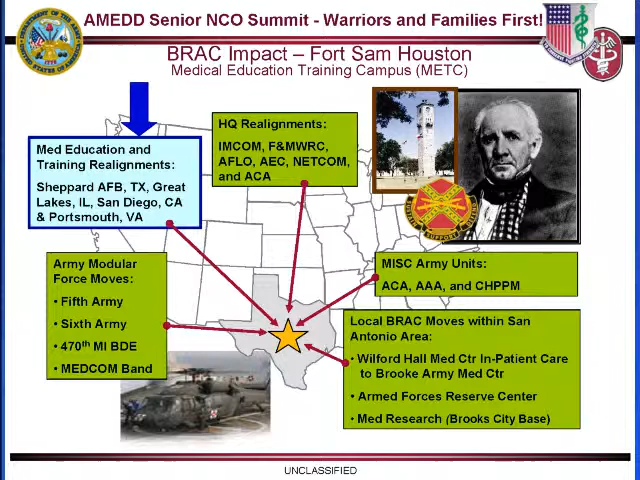 AMEDD Senior NCO Summit - Warriors and Families First!
BRAC Impact – Fort Sam Houston
Medical Education Training Campus (METC)
HQ Realignments:
IMCOM, F&MWRC,
AFLO, AEC, NETCOM,
and ACA
Med Education and
Training Realignments:
Sheppard AFB, TX, Great
Lakes, IL, San Diego, CA
& Portsmouth, VA
Army Modular
Force Moves:
• Fifth Army
• Sixth Army
• 470th MI BDE
• MEDCOM Band
MISC Army Units:
ACA, AAA, and CHPPM
Local BRAC Moves within San
Antonio Area:
• Wilford Hall Med Ctr In-Patient Care
to Brooke Army Med Ctr
• Armed Forces Reserve Center
• Med Research (Brooks City Base)
UNCLASSIFIED